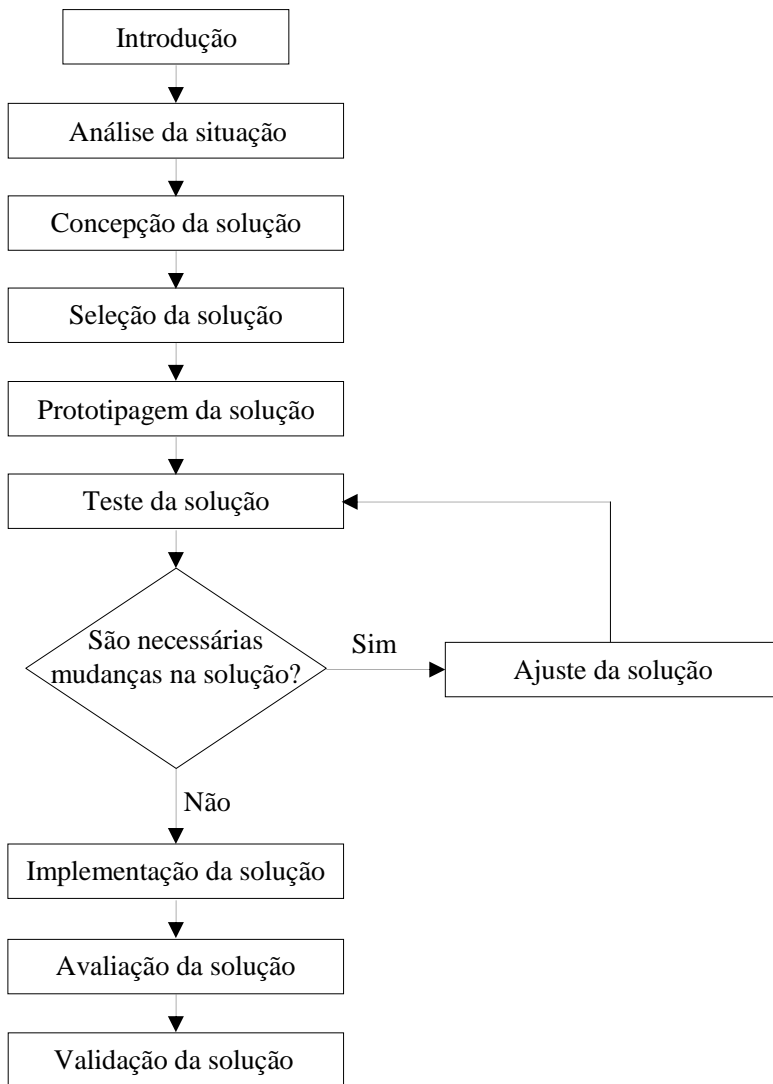 Introdução
Análise da situação
Concepção da solução
Seleção da solução
Prototipagem da solução
Teste da solução
São necessárias
mudanças na solução?
Sim
Ajuste da solução
Não
Implementação da solução
Avaliação da solução
Validação da solução